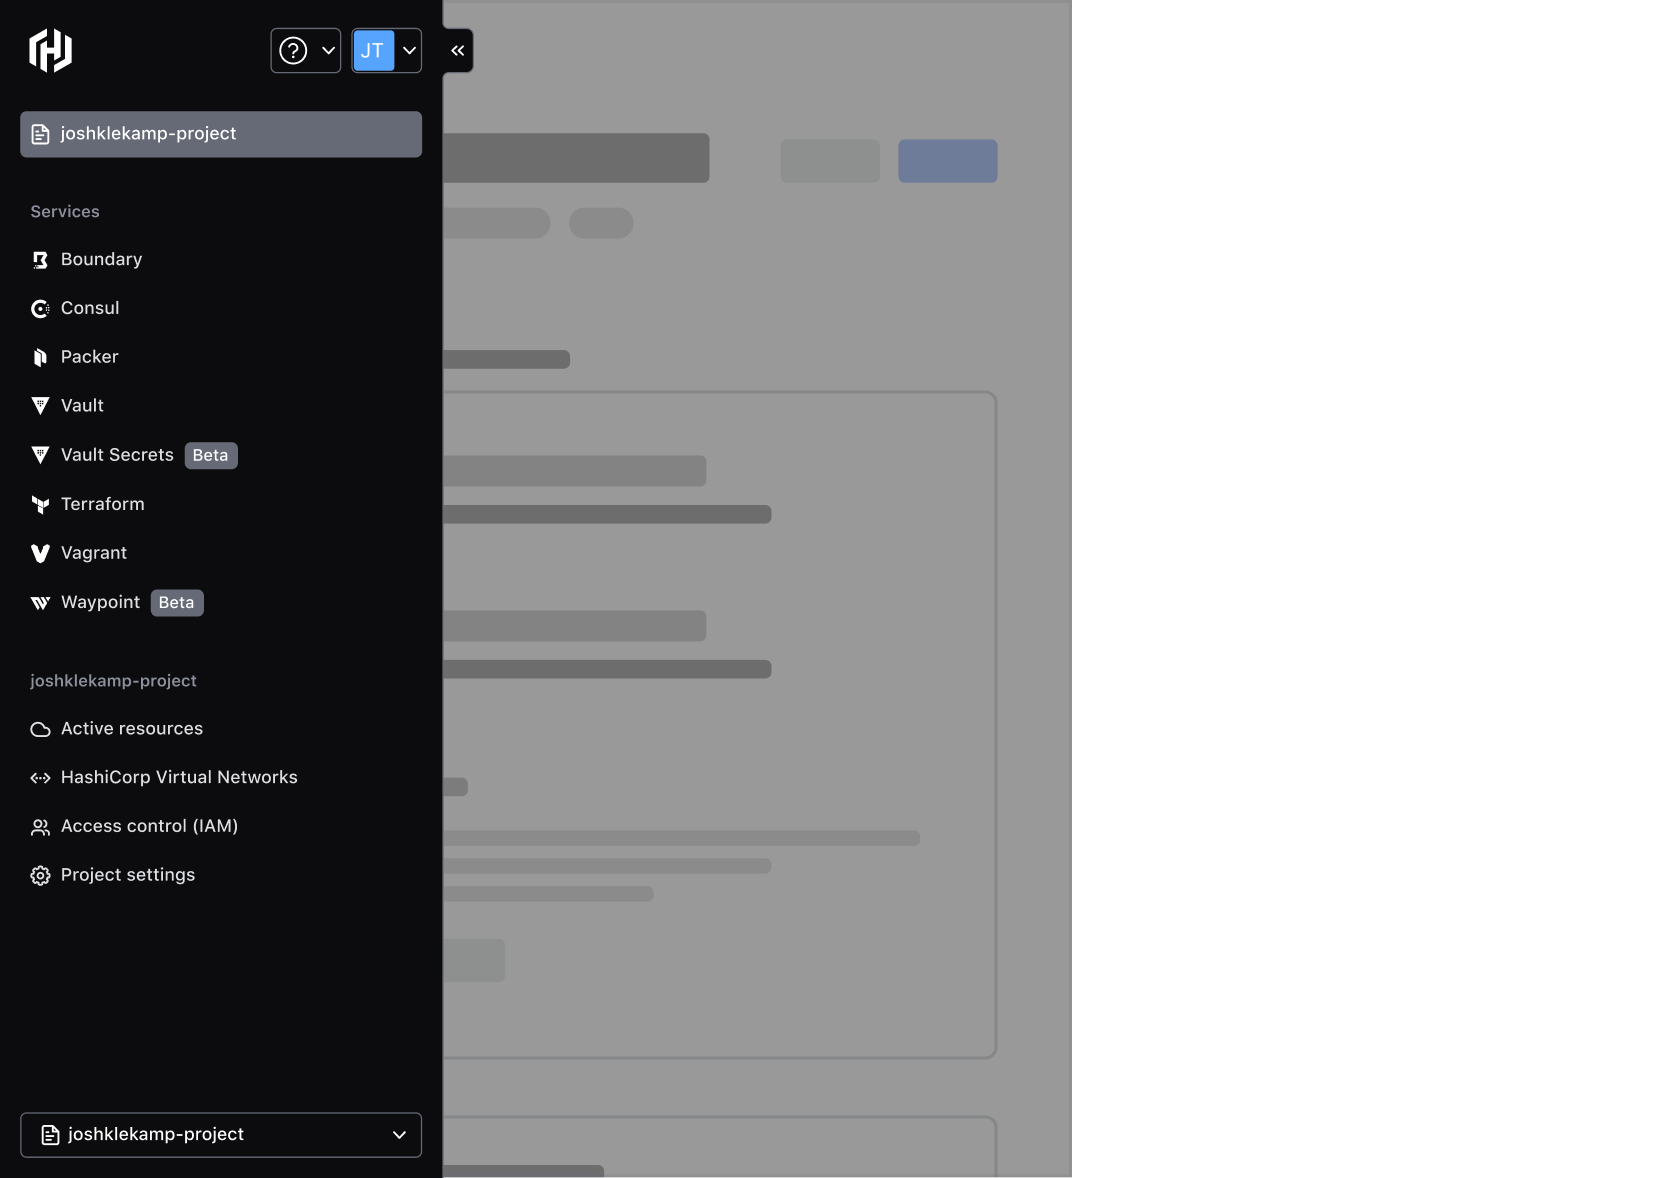 JT
joshklekamp-project
Services
Boundary
Consul
Packer
Vault
Vault Secrets Beta
Terraform
Vagrant
Waypoint Beta
joshklekamp-project
Active resources
HashiCorp Virtual Networks
Access control (IAM)
Project settings
joshklekamp-project